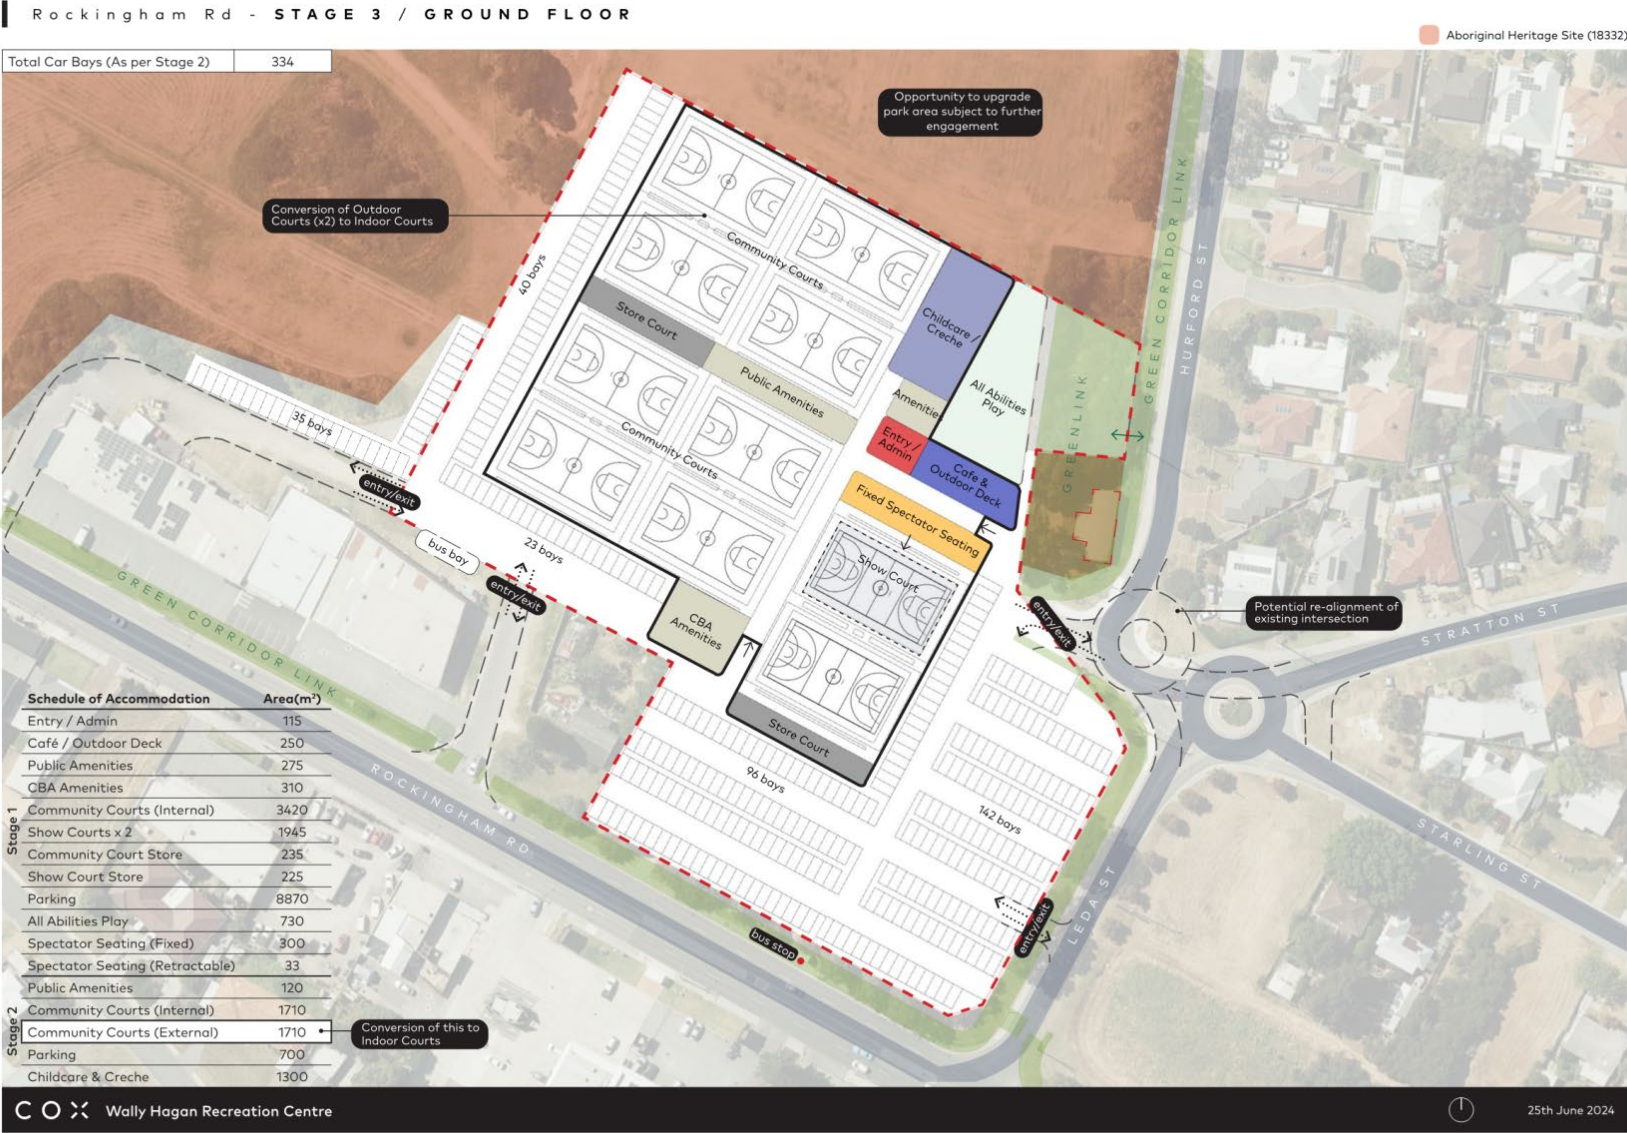 Rockingham Rd - STAGE 3 / GROUND FLOOR
Aboriginal Heritage Site (18332)
Total Car Bays (As per Stage 2) 334
Opportunity to upgrade
park area subject to further
engagement
Conversion of Outdoor
Courts (x2) to Indoor Courts
40 bays
Community Courts
Store Court
Public Amenities
Community Courts
Childcare /
Creche
Amenities
All Abilities
Play
Entry /
Admin
Cafe &
Outdoor Deck
Fixed Spectator Seating
Show Court
Store Court
CBA
Amenities
35 bays
entry/exit
bus bay
23 bays
entry/exit
96 bays
142 bays
entry/exit
entry/exit
bus stop
GREENLINK
GREEN CORRIDOR LINK
HURFORD ST
Potential re-alignment of
existing intersection
STRATTON ST
STARLING ST
LEDA ST
GREEN CORRIDOR LINK
ROCKINGHAM RD
Schedule of Accommodation Area(m²)
Stage 1
Entry / Admin 115
Café / Outdoor Deck 250
Public Amenities 275
CBA Amenities 310
Community Courts (Internal) 3420
Show Courts x 2 1945
Community Court Store 235
Show Court Store 225
Parking 8870
All Abilities Play 730
Spectator Seating (Fixed) 300
Spectator Seating (Retractable) 33
Stage 2
Public Amenities 120
Community Courts (Internal) 1710
Community Courts (External) 1710
Conversion of this to
Indoor Courts
Parking 700
Childcare & Creche 1300
COX Wally Hagan Recreation Centre
25th June 2024